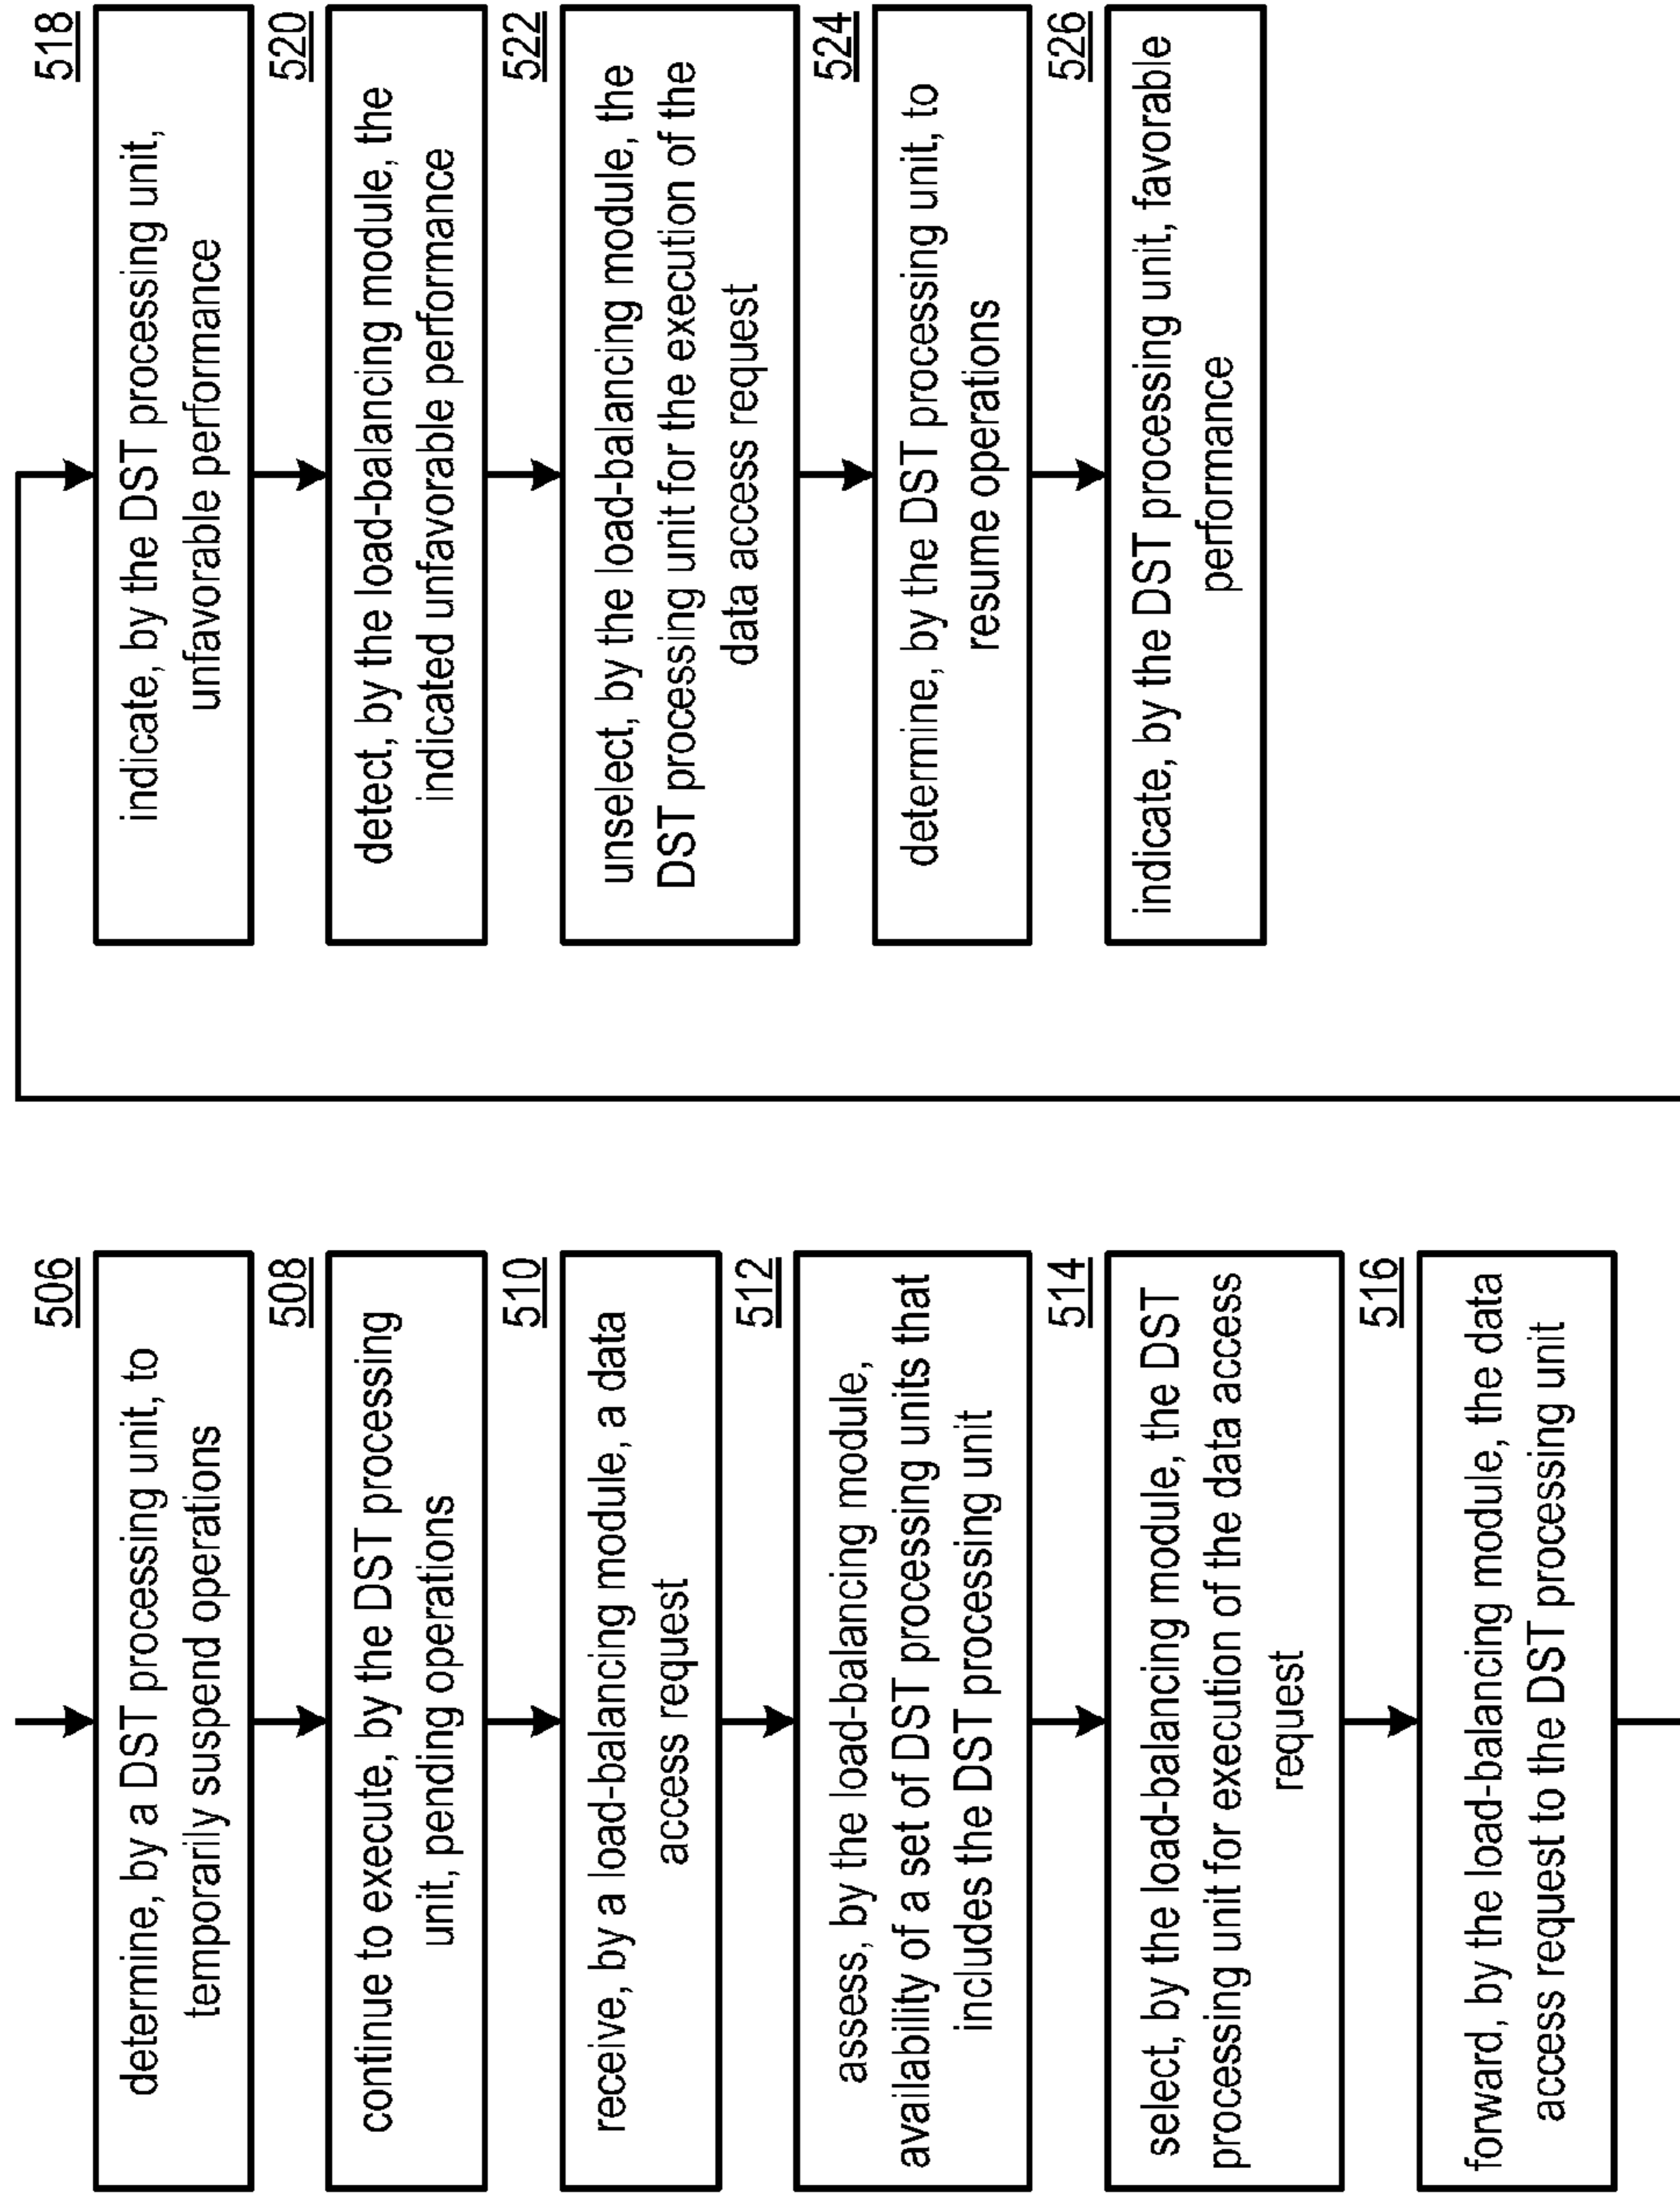 506
determine, by a DST processing unit, to
temporarily suspend operations
508
continue to execute, by the DST processing
unit, pending operations
510
receive, by a load-balancing module, a data
access request
512
assess, by the load-balancing module,
availability of a set of DST processing units that
includes the DST processing unit
514
select, by the load-balancing module, the DST
processing unit for execution of the data access
request
516
forward, by the load-balancing module, the data
access request to the DST processing unit
518
indicate, by the DST processing unit,
unfavorable performance
520
detect, by the load-balancing module, the
indicated unfavorable performance
522
unselect, by the load-balancing module, the
DST processing unit for the execution of the
data access request
524
determine, by the DST processing unit, to
resume operations
526
indicate, by the DST processing unit, favorable
performance